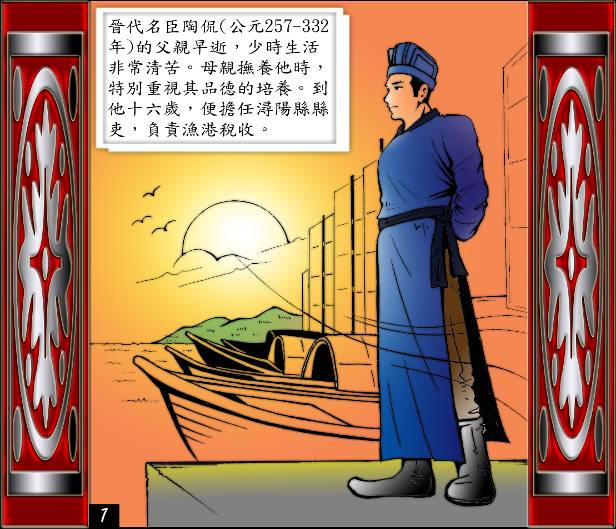 晉代名臣陶侃(公元257-332
年)的父親早逝，少時生活
非常清苦。母親撫養他時，
特別重視其品德的培養。到
他十六歲，便擔任潯陽縣縣
吏，負責漁港稅收。
1